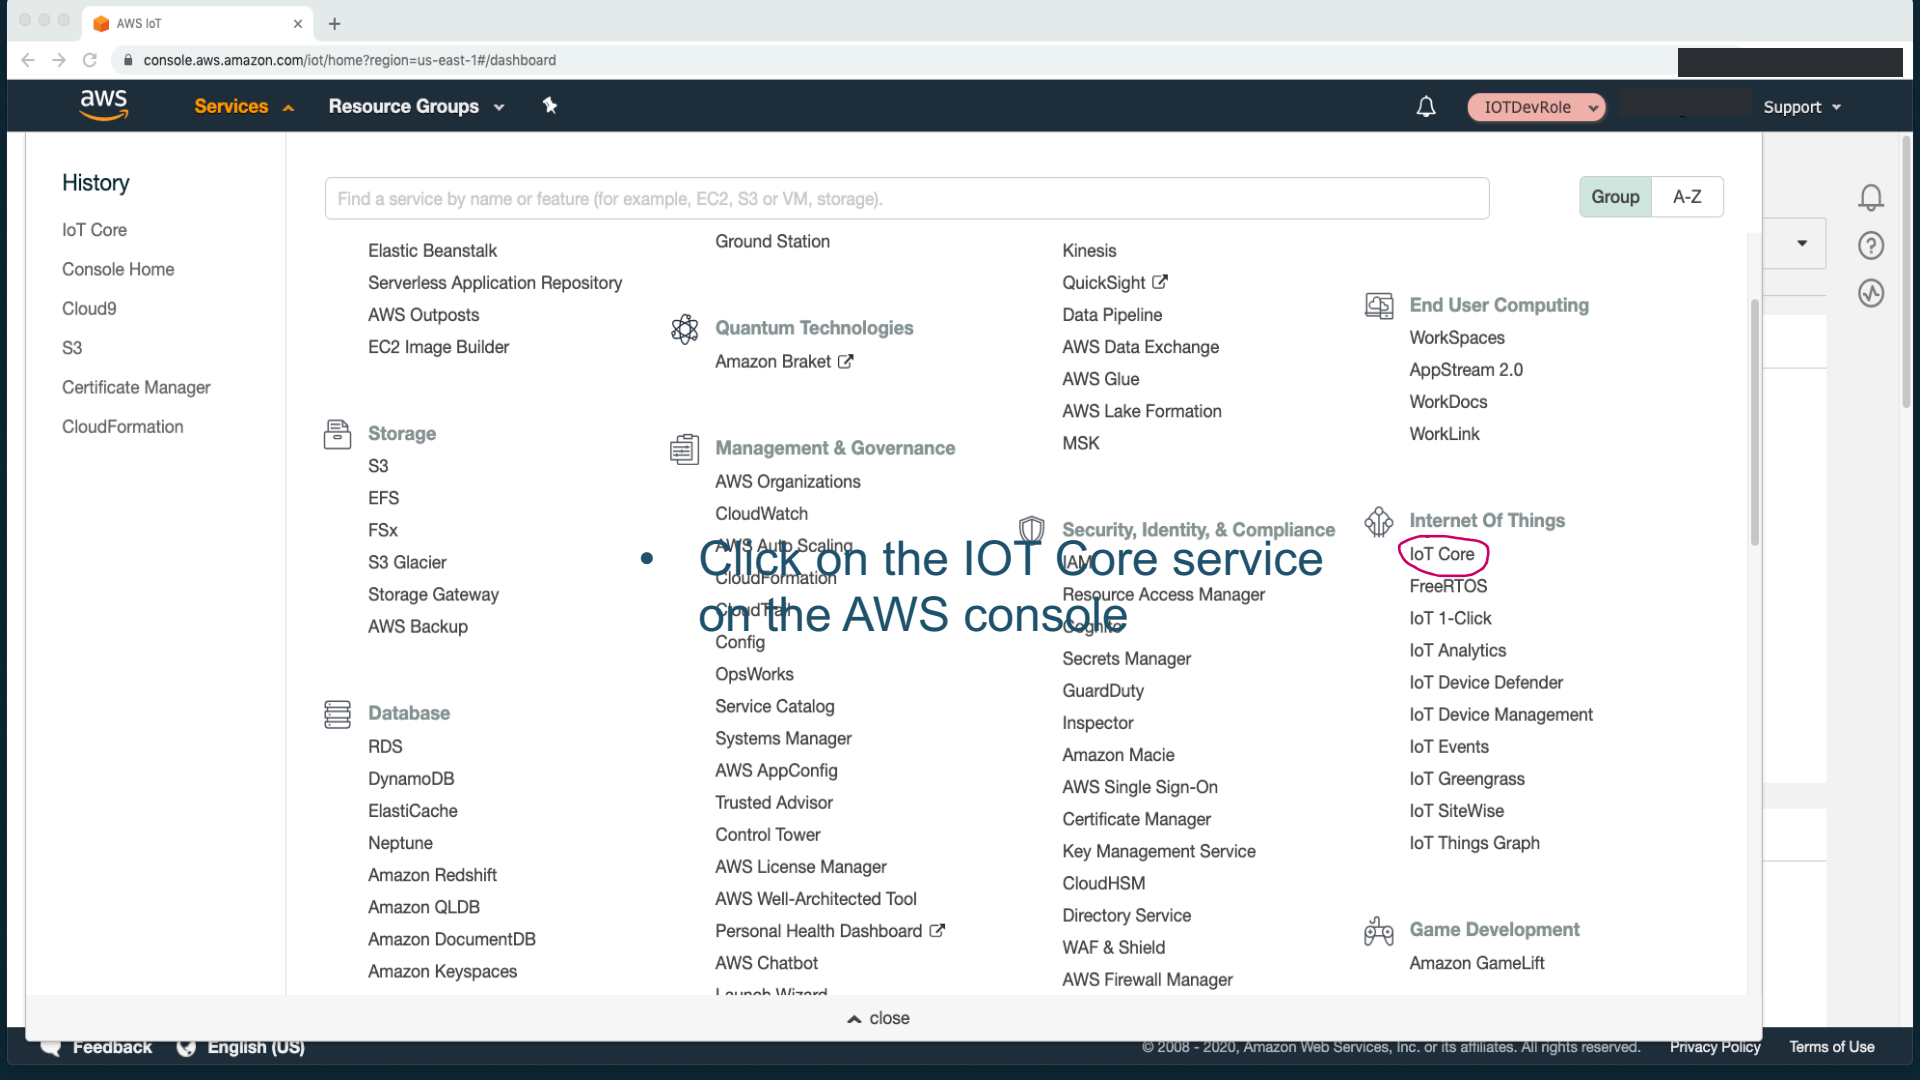 AWS IoT
console.aws.amazon.com/iot/home?region=us-east-1#/dashboard
aws
Services
Resource Groups
IOTDevRole
Support
History
IoT Core
Console Home
Cloud9
S3
Certificate Manager
CloudFormation
Find a service by name or feature (for example, EC2, S3 or VM, storage).
Group
A-Z
Elastic Beanstalk
Serverless Application Repository
AWS Outposts
EC2 Image Builder
Storage
S3
EFS
FSx
S3 Glacier
Storage Gateway
AWS Backup
Database
RDS
DynamoDB
ElastiCache
Neptune
Amazon Redshift
Amazon QLDB
Amazon DocumentDB
Amazon Keyspaces
Ground Station
Quantum Technologies
Amazon Braket
Management & Governance
AWS Organizations
CloudWatch
AWS Auto Scaling
CloudFormation
CloudTrail
Config
OpsWorks
Service Catalog
Systems Manager
AWS AppConfig
Trusted Advisor
Control Tower
AWS License Manager
AWS Well-Architected Tool
Personal Health Dashboard
AWS Chatbot
Launch Wizard
• Click on the IOT Core service
on the AWS console
Kinesis
QuickSight
Data Pipeline
AWS Data Exchange
AWS Glue
AWS Lake Formation
MSK
Security, Identity, & Compliance
IAM
Resource Access Manager
Cognito
Secrets Manager
GuardDuty
Inspector
Amazon Macie
AWS Single Sign-On
Certificate Manager
Key Management Service
CloudHSM
Directory Service
WAF & Shield
AWS Firewall Manager
End User Computing
WorkSpaces
AppStream 2.0
WorkDocs
WorkLink
Internet Of Things
IoT Core
FreeRTOS
IoT 1-Click
IoT Analytics
IoT Device Defender
IoT Device Management
IoT Events
IoT Greengrass
IoT SiteWise
IoT Things Graph
Game Development
Amazon GameLift
close
Feedback
English (US)
© 2008 - 2020, Amazon Web Services, Inc. or its affiliates. All rights reserved.
Privacy Policy
Terms of Use